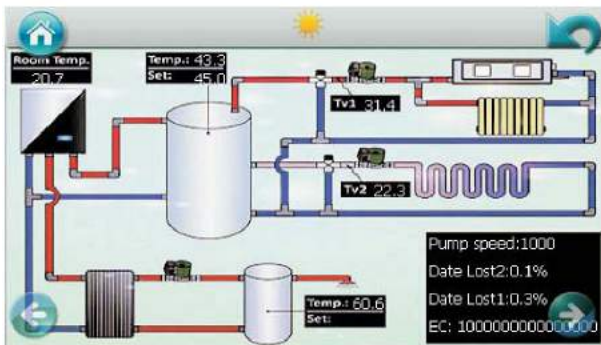 Room Temp.
20.7
Temp.: 43.3
Set: 45.0
Tv1 31.4
Tv2 22.3
Temp.: 60.6
Set:
Pump speed:1000
Date Lost2:0.1%
Date Lost1:0.3%
EC: 1000000000000000